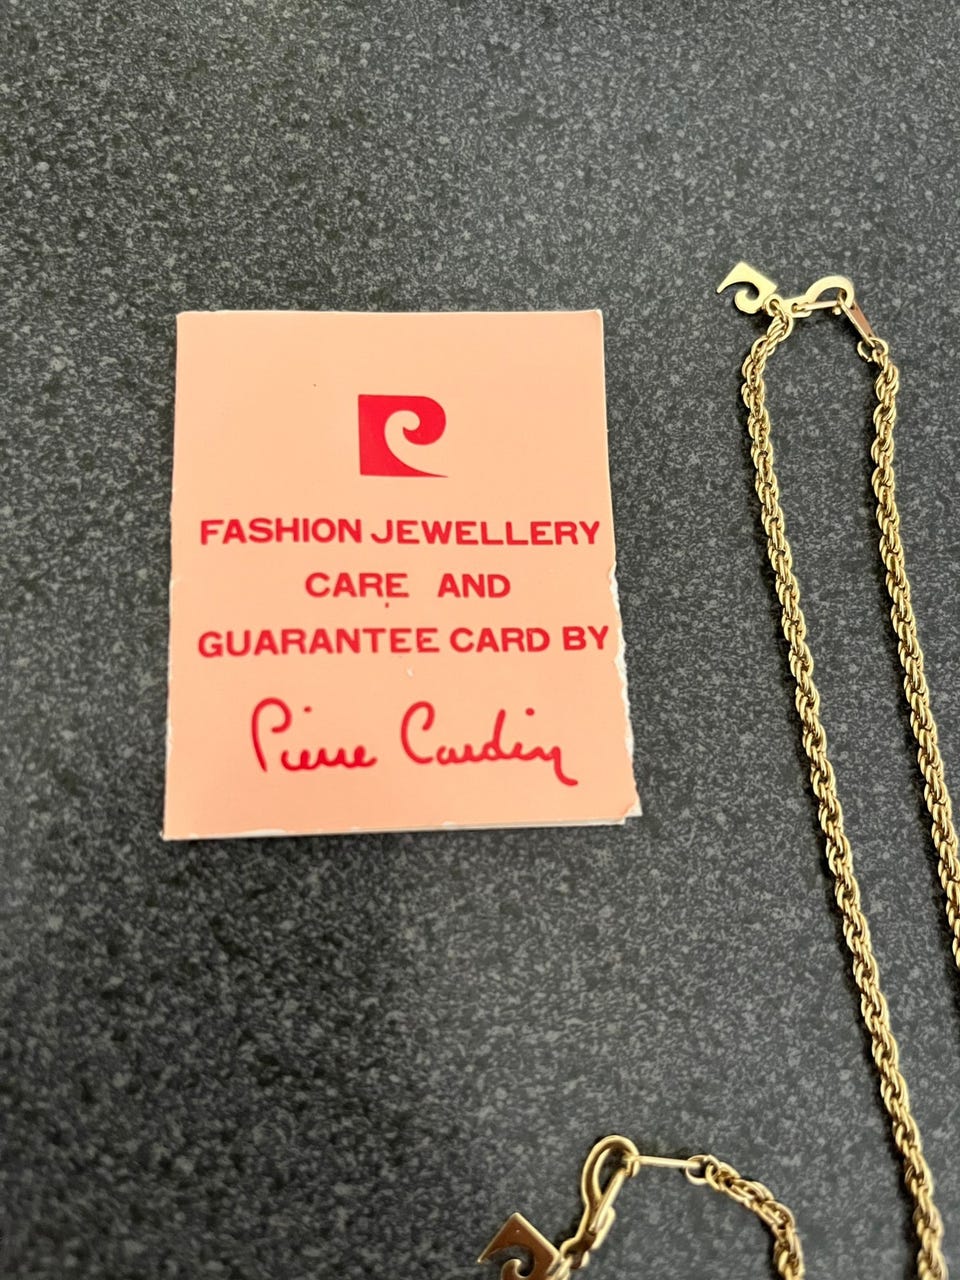 FASHION JEWELLERY
CARE AND
GUARANTEE CARD BY
Pierre Cardin